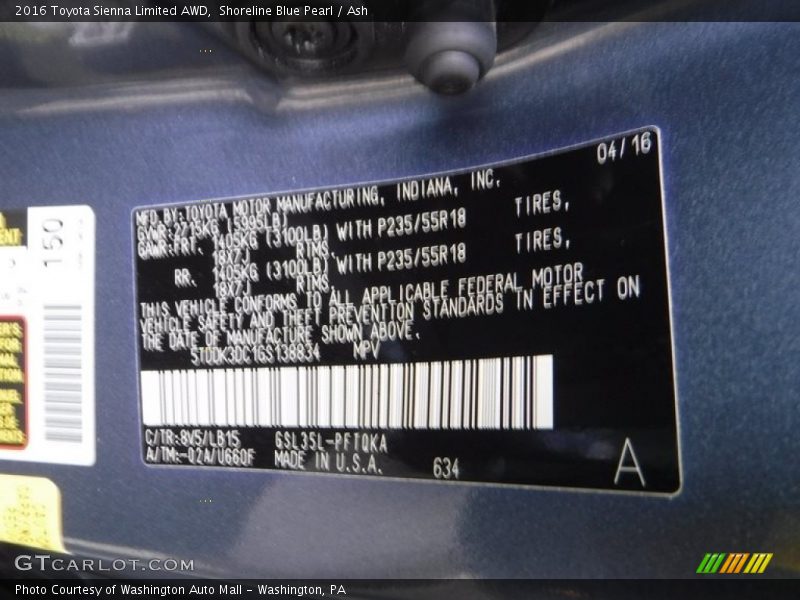 2016 Toyota Sienna Limited AWD, Shoreline Blue Pearl / Ash
04/16
MFD BY:TOYOTA MOTOR MANUFACTURING, INDIANA, INC.
GVWR:2715KG (5995LB)
GAWR:FRT. 1405KG (3100LB) WITH P235/55R18 TIRES,
18X7J RIMS,
RR. 1405KG (3100LB) WITH P235/55R18 TIRES,
18X7J RIMS.
THIS VEHICLE CONFORMS TO ALL APPLICABLE FEDERAL MOTOR
VEHICLE SAFETY AND THEFT PREVENTION STANDARDS IN EFFECT ON
THE DATE OF MANUFACTURE SHOWN ABOVE.
5TDDK3DC1GS138834 MPV
C/TR:8V5/LB15 GSL35L-PFTQKA
A/TM:-02A/U660F MADE IN U.S.A. 634
A
150
GTCARLOT.COM
Photo Courtesy of Washington Auto Mall - Washington, PA